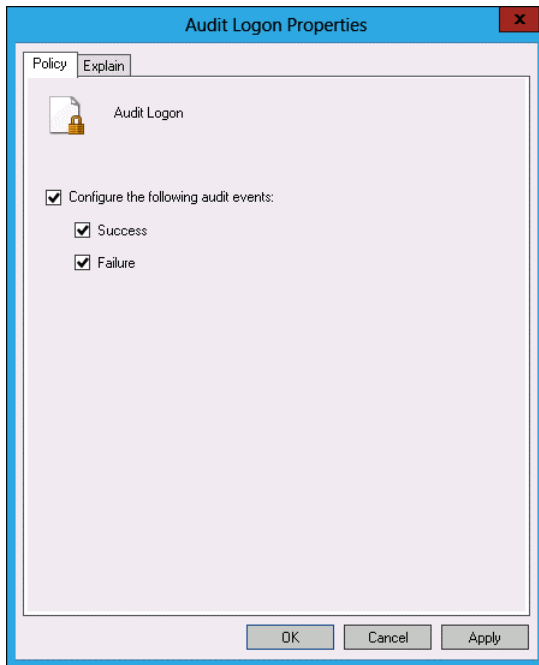 Audit Logon Properties
x
Policy
Explain
Audit Logon
Configure the following audit events:
Success
Failure
OK
Cancel
Apply